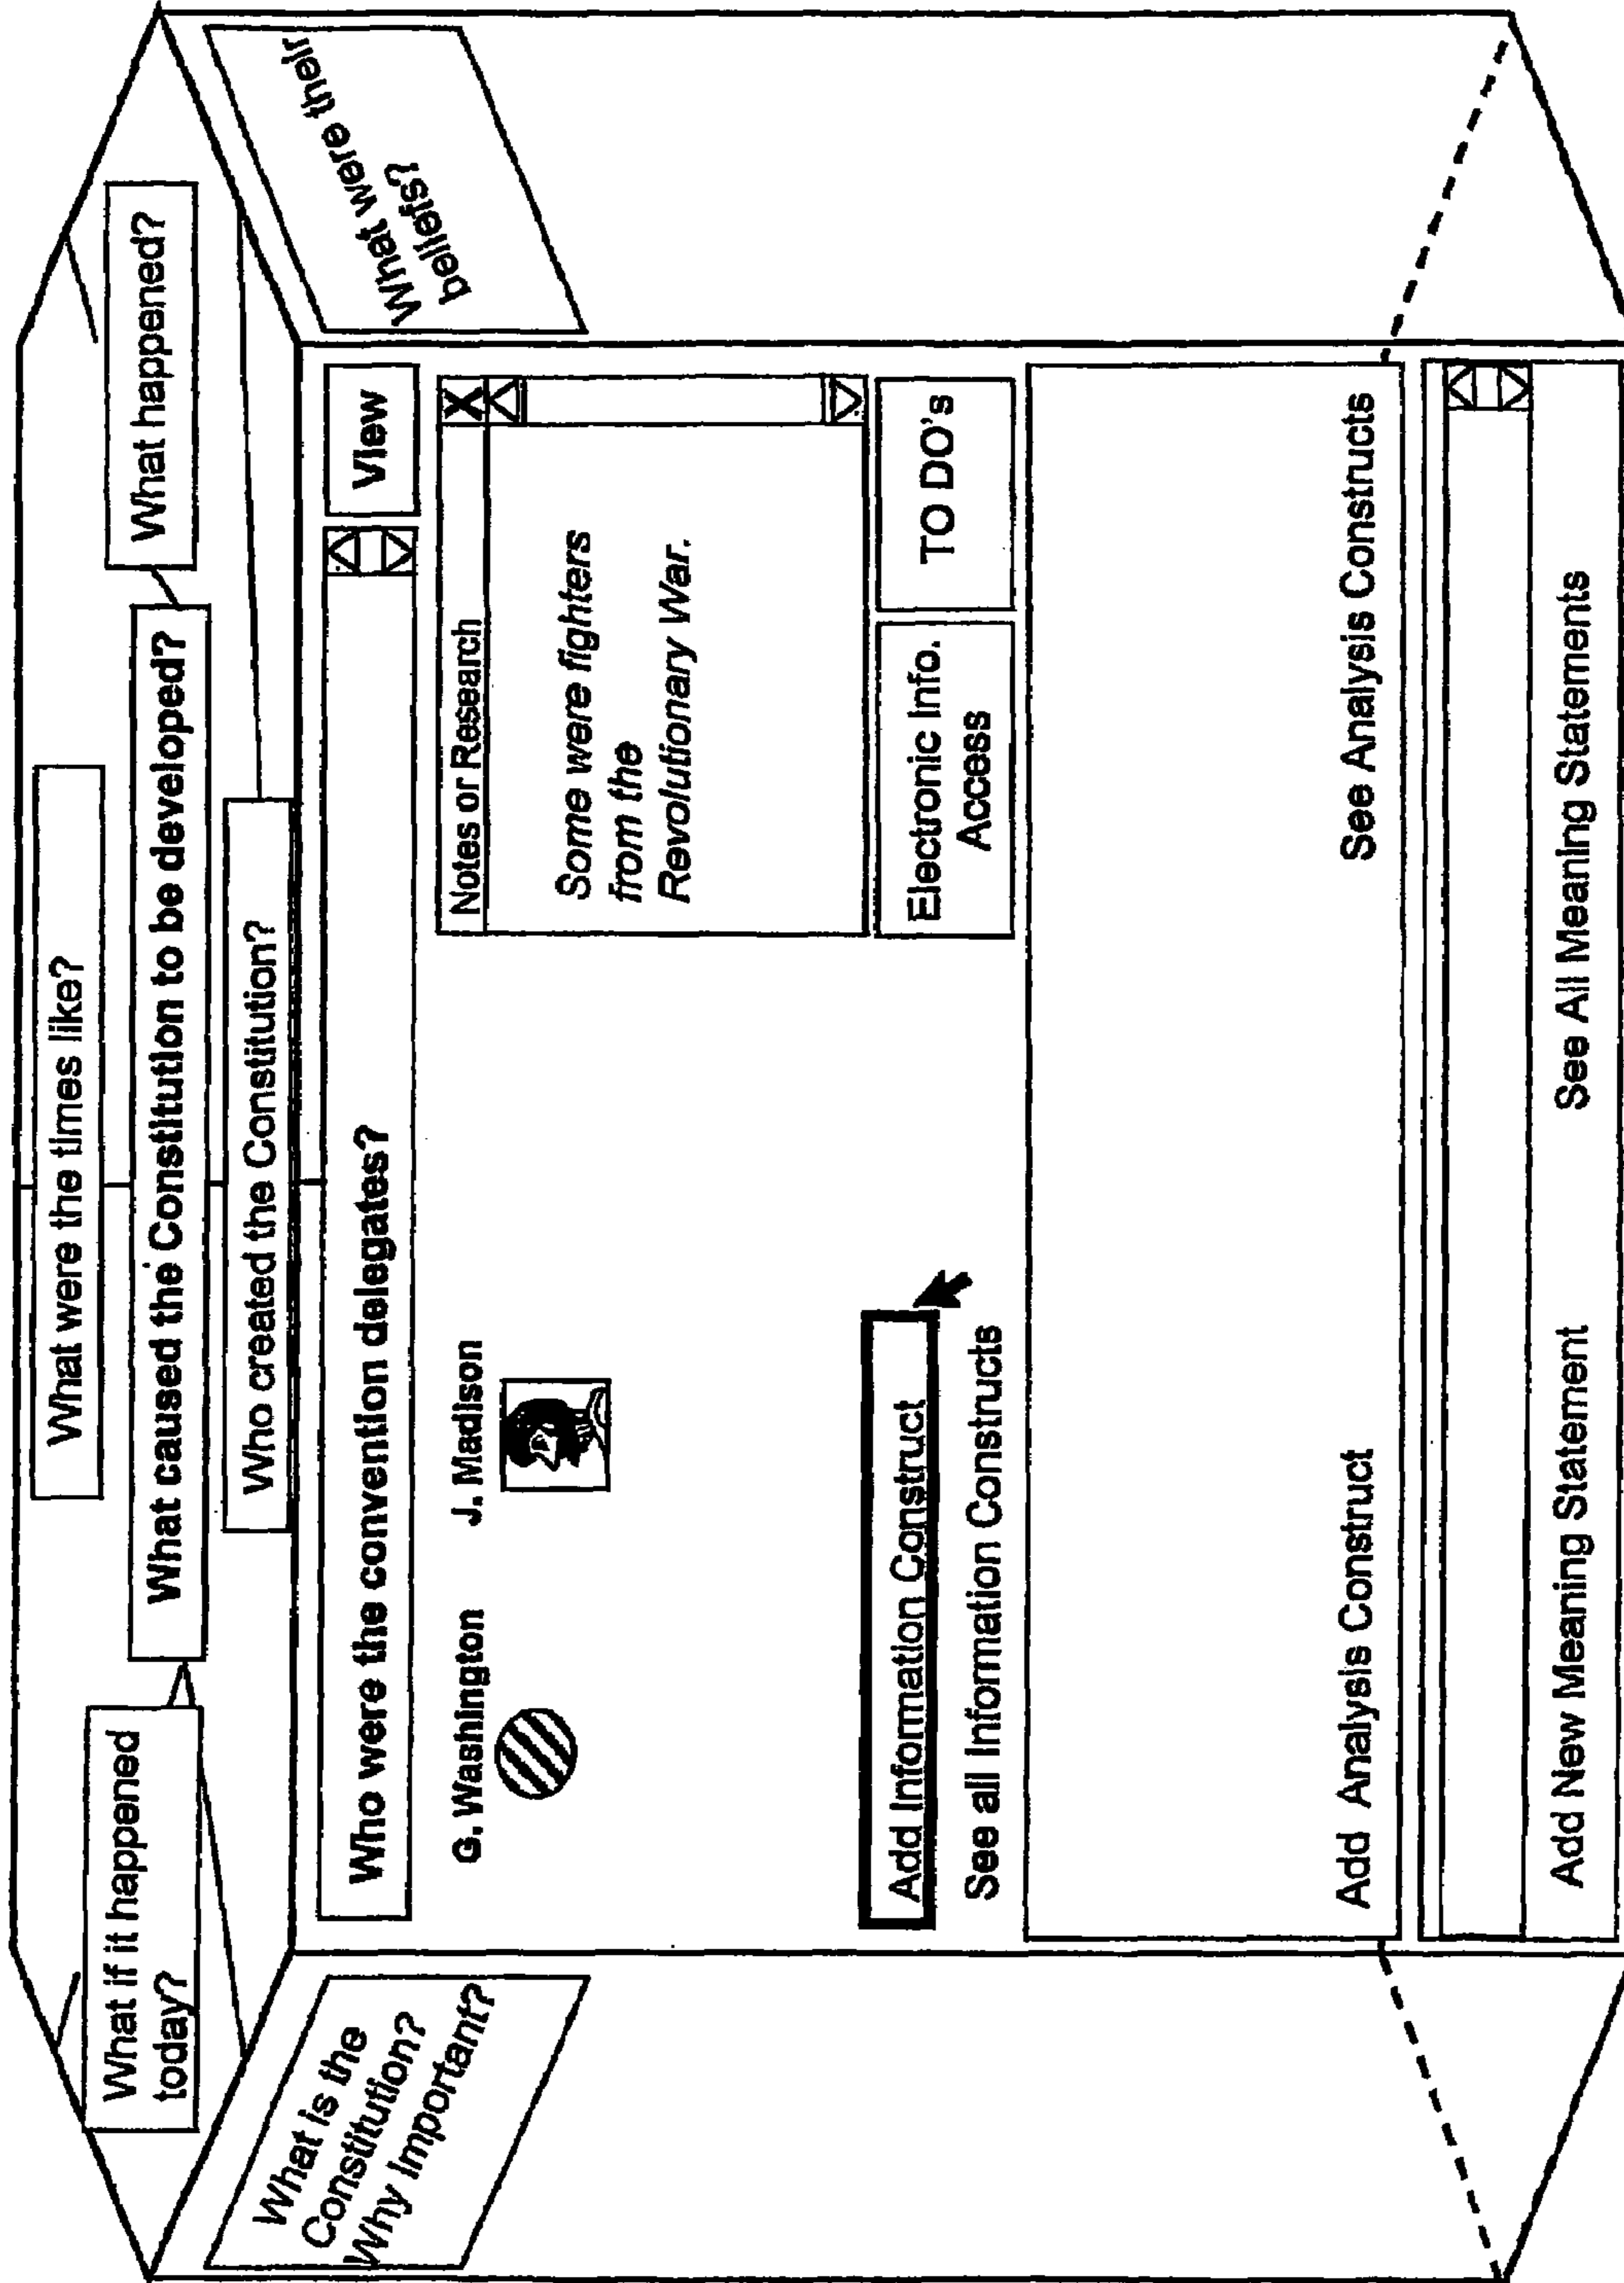 What were the times like?
What if it happened
today?
What caused the Constitution to be developed?
What happened?
Who created the Constitution?
What is the
Constitution?
Why Important?
Who were the convention delegates?
View
What were their
beliefs?
G. Washington
J. Madison
Notes or Research
X
Some were fighters
from the
Revolutionary War.
Add Information Construct
See all Information Constructs
Electronic Info.
Access
TO DO's
Add Analysis Construct
See Analysis Constructs
Add New Meaning Statement
See All Meaning Statements